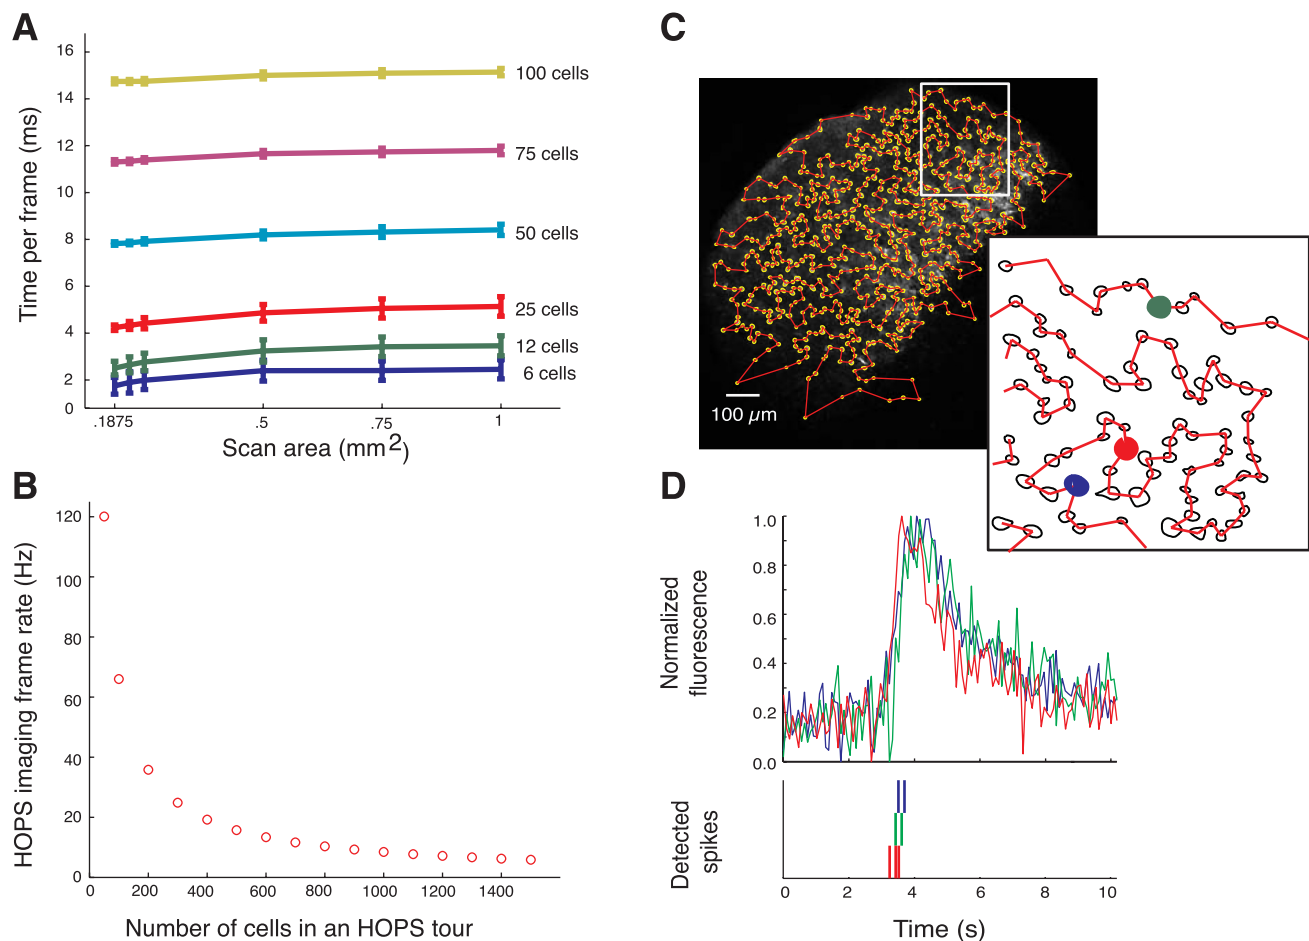 A
Time per frame (ms)
16
14
12
10
8
6
4
2
0
100 cells
75 cells
50 cells
25 cells
12 cells
6 cells
.1875
.5
.75
1
Scan area (mm2)
B
HOPS imaging frame rate (Hz)
120
100
80
60
40
20
0
0
200
400
600
800
1000
1200
1400
Number of cells in an HOPS tour
C
100 µm
D
Normalized
fluorescence
1.0
0.8
0.6
0.4
0.2
0.0
Detected
spikes
0
2
4
6
8
10
Time (s)